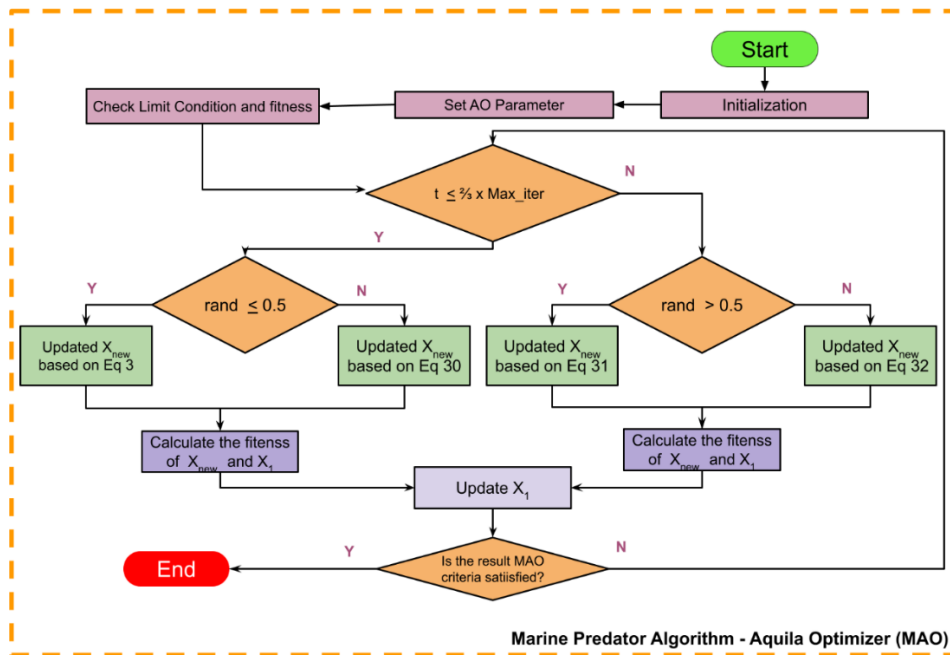 Start
Initialization
Set AO Parameter
Check Limit Condition and fitness
t ≤ ⅔ x Max_iter
N
Y
rand ≤ 0.5
Y
N
rand > 0.5
Y
N
Updated Xnew
based on Eq 3
Updated Xnew
based on Eq 30
Updated Xnew
based on Eq 31
Updated Xnew
based on Eq 32
Calculate the fitenss
of Xnew and X1
Calculate the fitenss
of Xnew and X1
Update X1
Is the result MAO
criteria satiisfied?
Y
N
End
Marine Predator Algorithm - Aquila Optimizer (MAO)